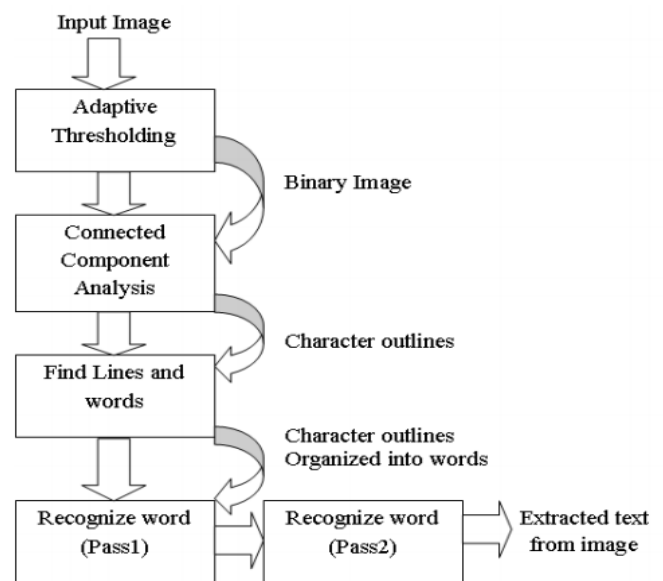 Input Image
Adaptive
Thresholding
Binary Image
Connected
Component
Analysis
Character outlines
Find Lines and
words
Character outlines
Organized into words
Recognize word
(Pass1)
Recognize word
(Pass2)
Extracted text
from image